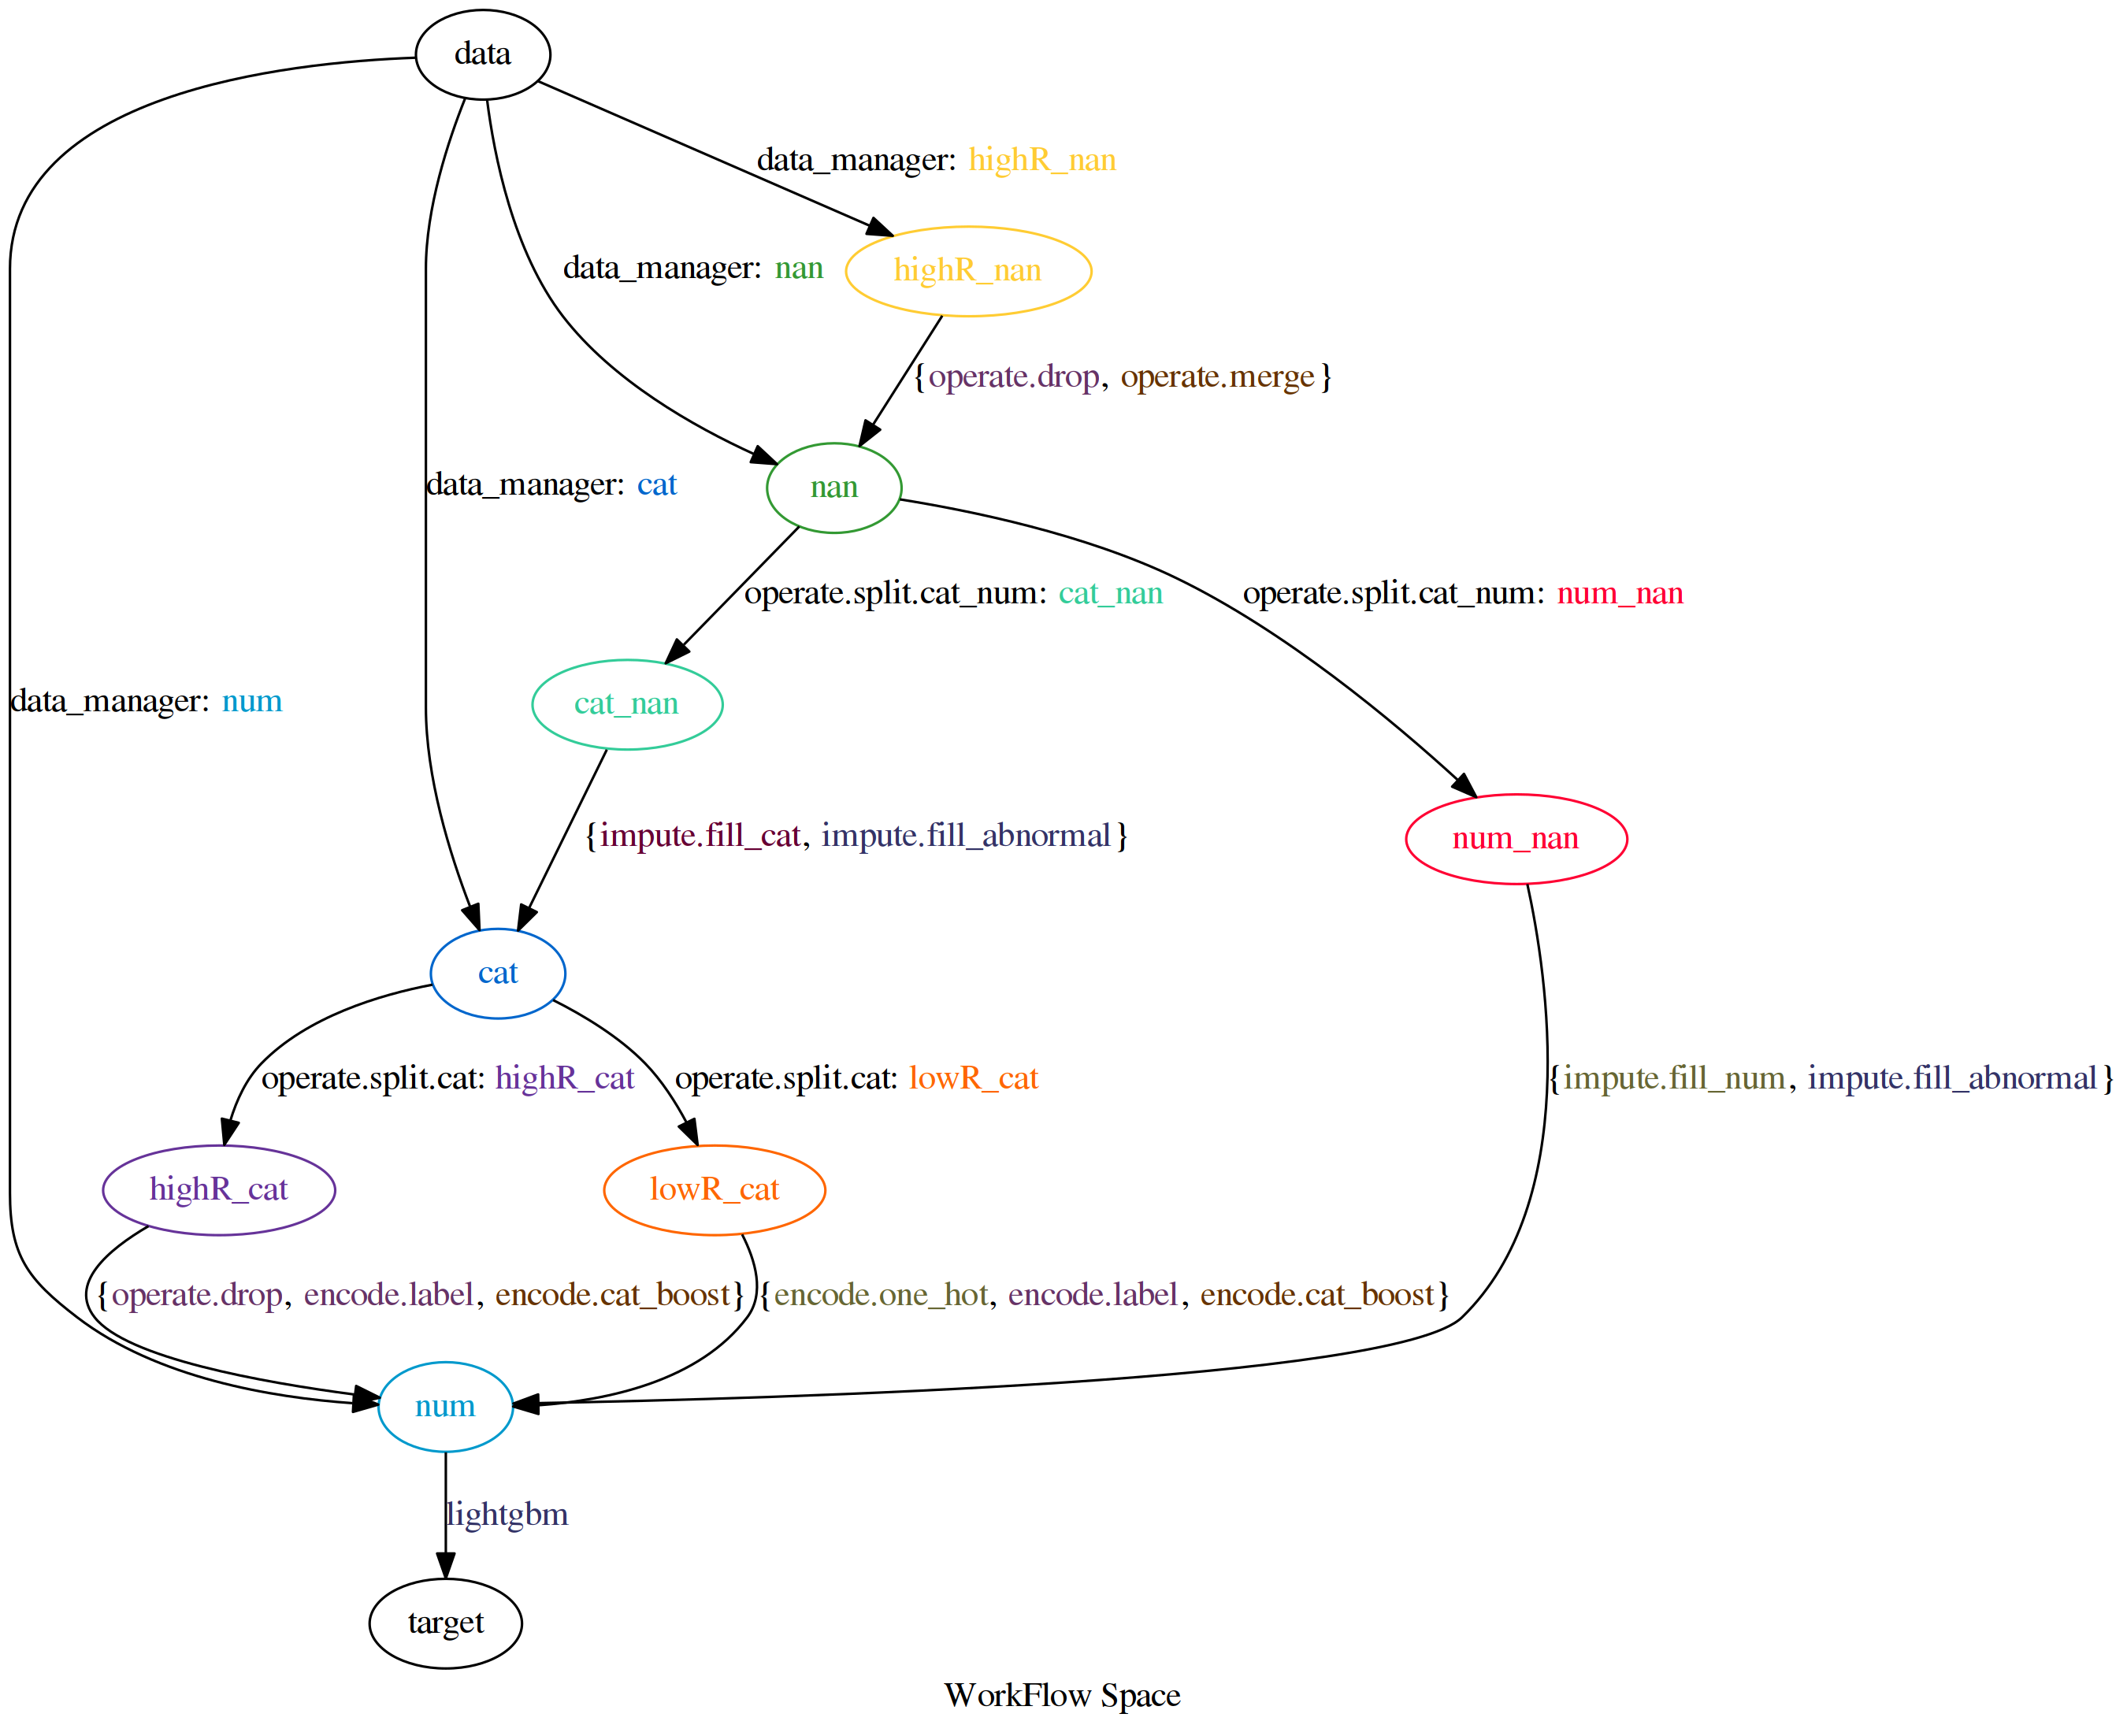 data
data_manager: highR_nan
data_manager: nan
highR_nan
{operate.drop, operate.merge}
data_manager: cat
nan
operate.split.cat_num: cat_nan
operate.split.cat_num: num_nan
data_manager: num
cat_nan
{impute.fill_cat, impute.fill_abnormal}
num_nan
cat
operate.split.cat: highR_cat
operate.split.cat: lowR_cat
{impute.fill_num, impute.fill_abnormal}
highR_cat
lowR_cat
{operate.drop, encode.label, encode.cat_boost}
{encode.one_hot, encode.label, encode.cat_boost}
num
lightgbm
target
WorkFlow Space